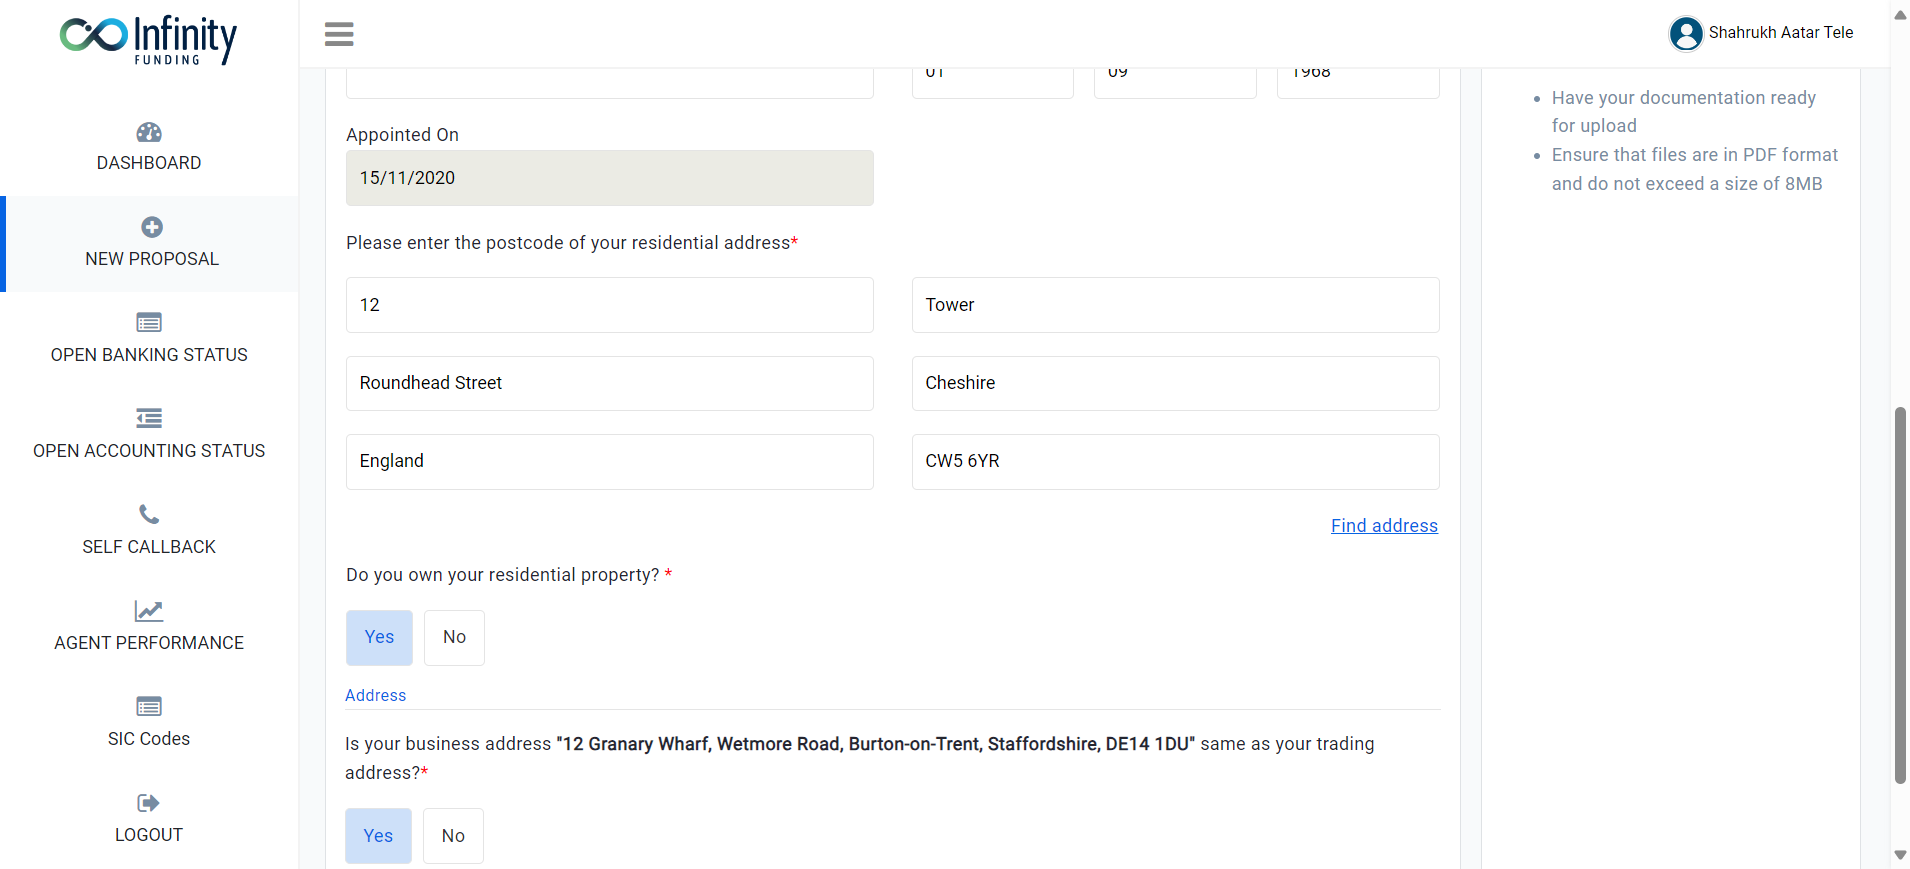 Infinity
FUNDING
Shahrukh Aatar Tele
DASHBOARD
NEW PROPOSAL
OPEN BANKING STATUS
OPEN ACCOUNTING STATUS
SELF CALLBACK
AGENT PERFORMANCE
SIC Codes
LOGOUT
01 09 1968
Appointed On
15/11/2020
Please enter the postcode of your residential address*
12 Tower
Roundhead Street Cheshire
England CW5 6YR
Find address
Do you own your residential property? *
Yes No
Address
Is your business address "12 Granary Wharf, Wetmore Road, Burton-on-Trent, Staffordshire, DE14 1DU" same as your trading
address?*
Yes No
• Have your documentation ready
for upload
• Ensure that files are in PDF format
and do not exceed a size of 8MB